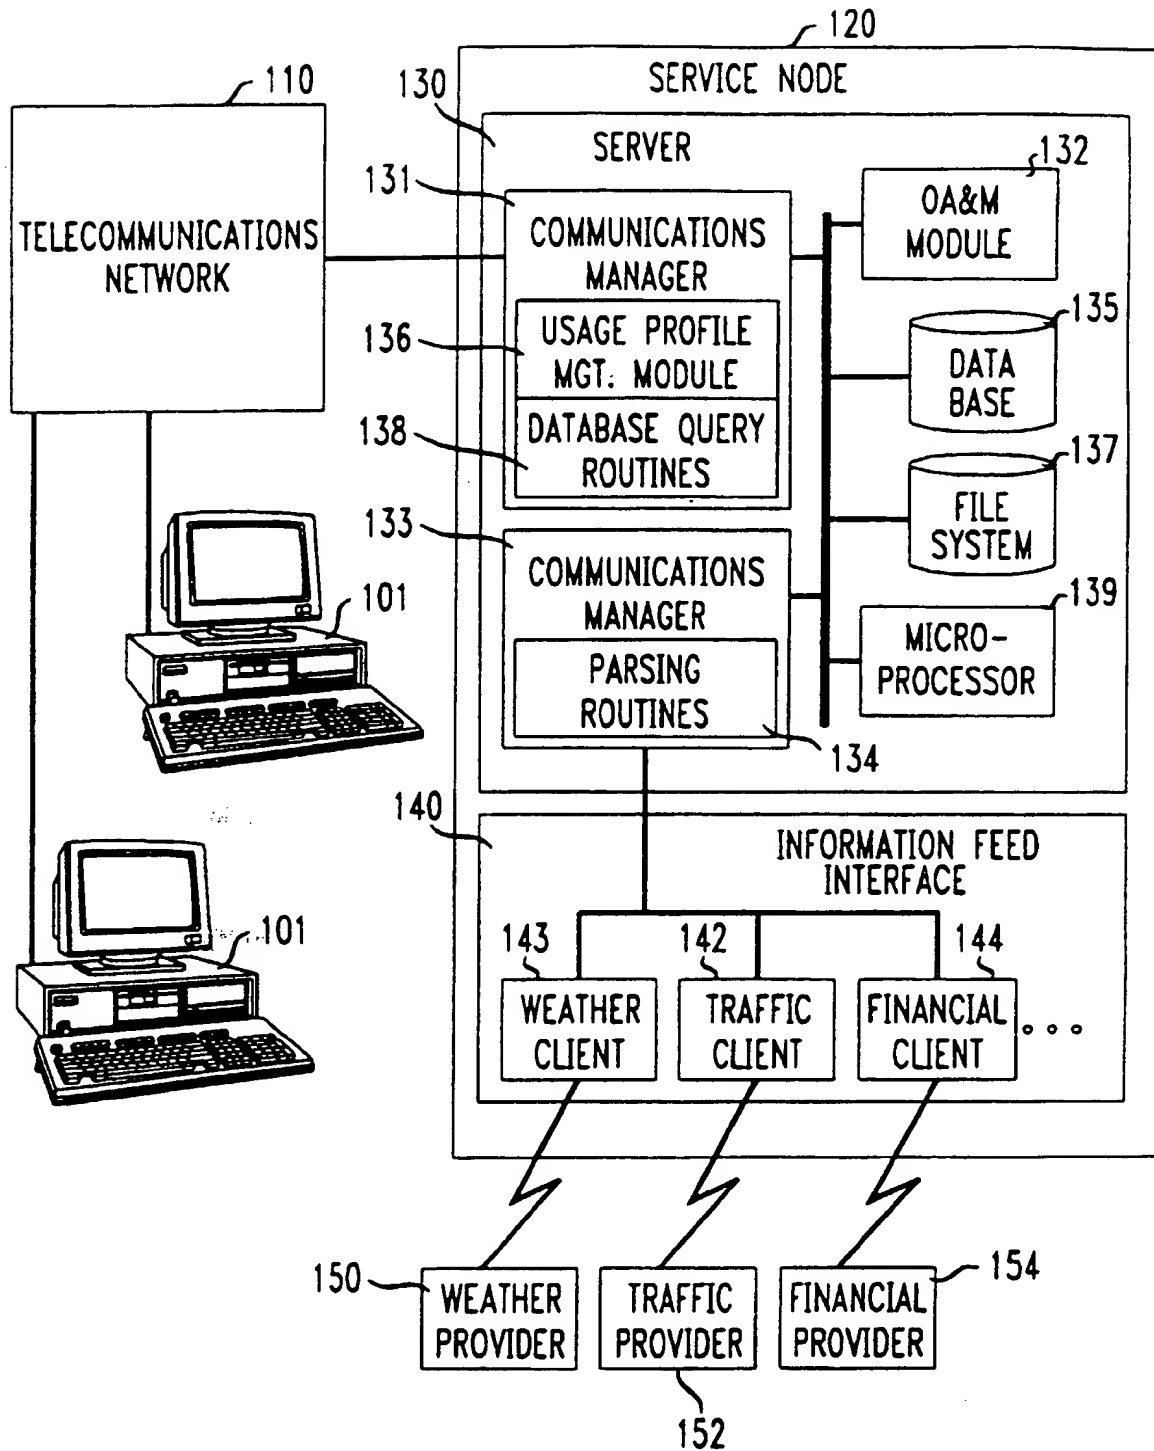 120
SERVICE NODE
110
130
SERVER
132
131
OA&M
MODULE
TELECOMMUNICATIONS
NETWORK
COMMUNICATIONS
MANAGER
135
136
USAGE PROFILE
MGT. MODULE
DATA
BASE
138
DATABASE QUERY
ROUTINES
137
FILE
SYSTEM
133
COMMUNICATIONS
MANAGER
139
101
MICRO-
PROCESSOR
PARSING
ROUTINES
134
140
INFORMATION FEED
INTERFACE
101
143
142
144
WEATHER
CLIENT
TRAFFIC
CLIENT
FINANCIAL
CLIENT
150
WEATHER
PROVIDER
TRAFFIC
PROVIDER
FINANCIAL
PROVIDER
154
152